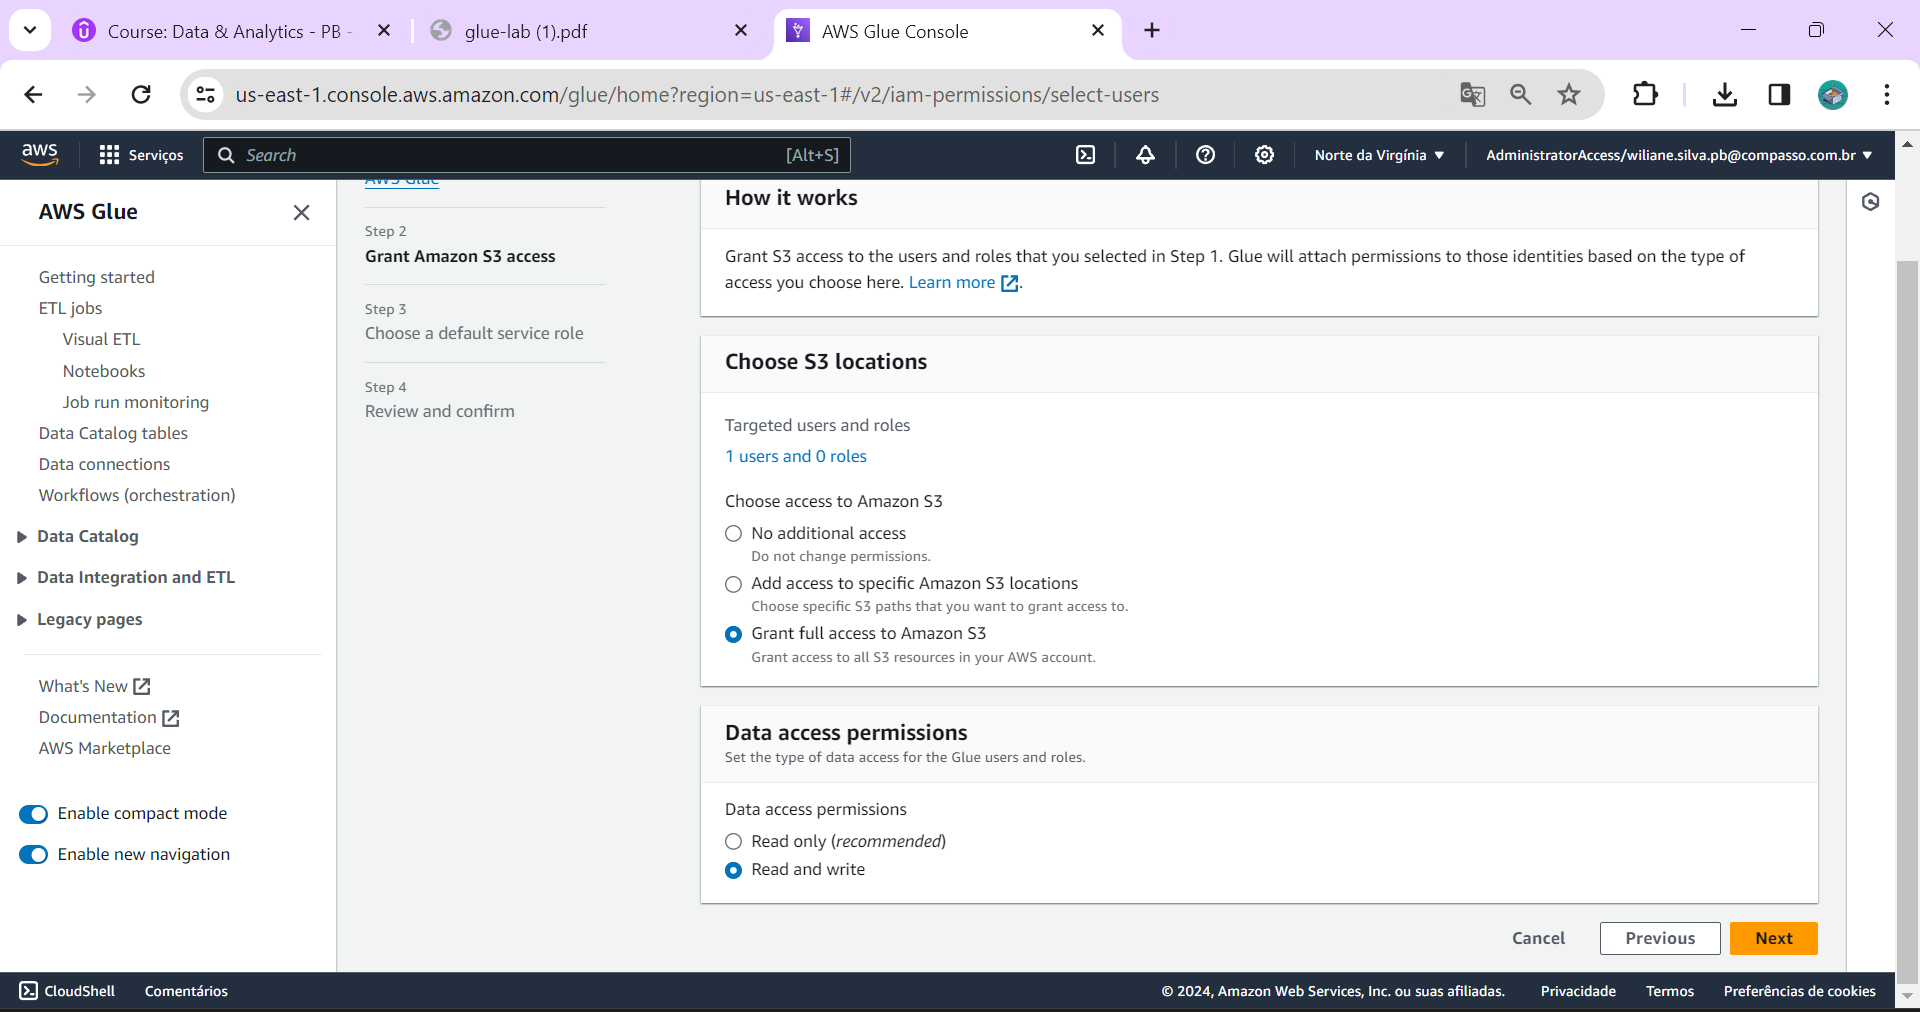 Course: Data & Analytics - PB -
glue-lab (1).pdf
AWS Glue Console
us-east-1.console.aws.amazon.com/glue/home?region=us-east-1#/v2/iam-permissions/select-users
aws
Serviços
Search
[Alt+S]
Norte da Virgínia
AdministratorAccess/wiliane.silva.pb@compasso.com.br
AWS Glue
Getting started
ETL jobs
Visual ETL
Notebooks
Job run monitoring
Data Catalog tables
Data connections
Workflows (orchestration)
Data Catalog
Data Integration and ETL
Legacy pages
What's New
Documentation
AWS Marketplace
Enable compact mode
Enable new navigation
AWS Glue
Step 2
Grant Amazon S3 access
Step 3
Choose a default service role
Step 4
Review and confirm
How it works
Grant S3 access to the users and roles that you selected in Step 1. Glue will attach permissions to those identities based on the type of
access you choose here. Learn more .
Choose S3 locations
Targeted users and roles
1 users and 0 roles
Choose access to Amazon S3
No additional access
Do not change permissions.
Add access to specific Amazon S3 locations
Choose specific S3 paths that you want to grant access to.
Grant full access to Amazon S3
Grant access to all S3 resources in your AWS account.
Data access permissions
Set the type of data access for the Glue users and roles.
Data access permissions
Read only (recommended)
Read and write
Cancel
Previous
Next
CloudShell
Comentários
© 2024, Amazon Web Services, Inc. ou suas afiliadas.
Privacidade
Termos
Preferências de cookies